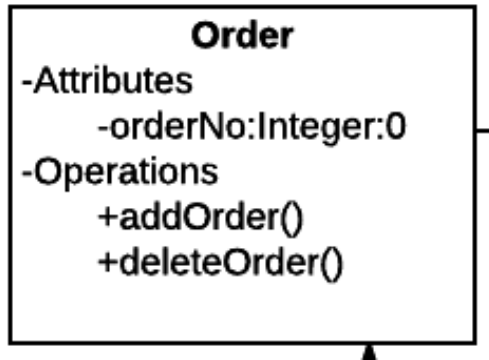 Order
-Attributes
-orderNo:Integer:0
-Operations
+addOrder()
+deleteOrder()